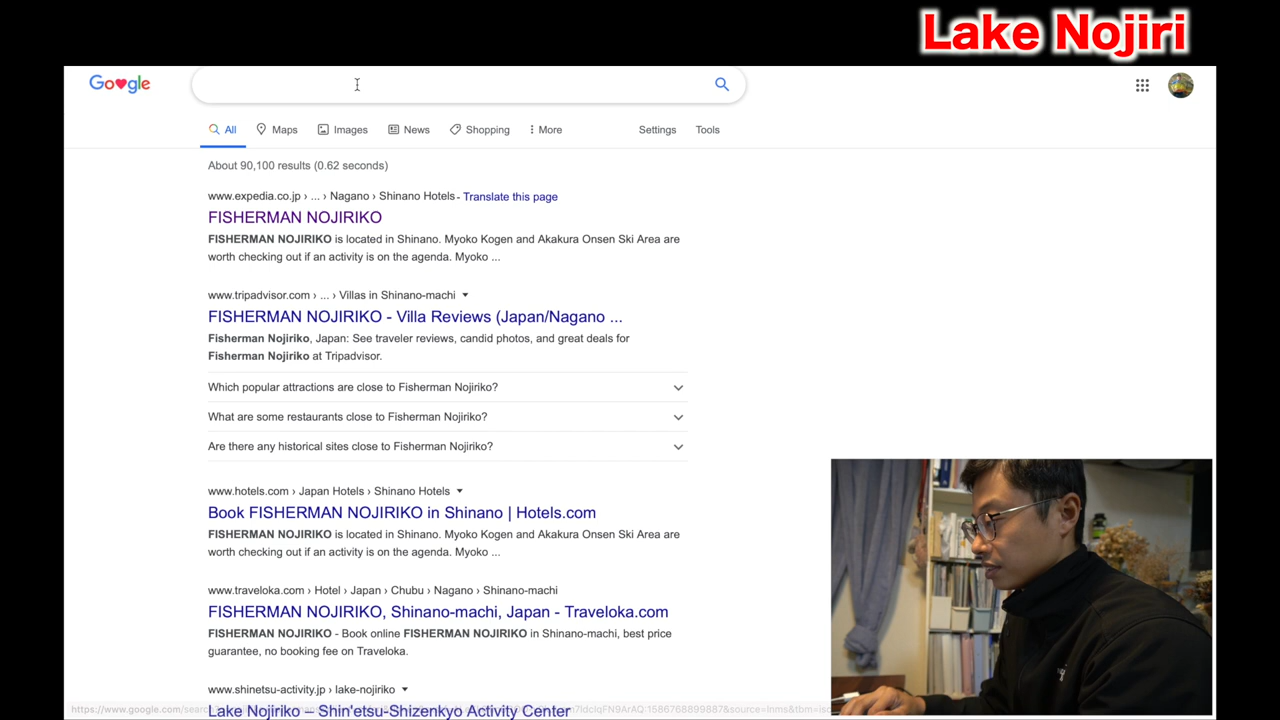 Lake Nojiri
Google
All Maps Images News Shopping More Settings Tools
About 90,100 results (0.62 seconds)
www.expedia.co.jp › ... › Nagano › Shinano Hotels - Translate this page
FISHERMAN NOJIRIKO
FISHERMAN NOJIRIKO is located in Shinano. Myoko Kogen and Akakura Onsen Ski Area are
worth checking out if an activity is on the agenda. Myoko ...
www.tripadvisor.com › ... › Villas in Shinano-machi
FISHERMAN NOJIRIKO - Villa Reviews (Japan/Nagano ...
Fisherman Nojiriko, Japan: See traveler reviews, candid photos, and great deals for
Fisherman Nojiriko at Tripadvisor.
Which popular attractions are close to Fisherman Nojiriko?
What are some restaurants close to Fisherman Nojiriko?
Are there any historical sites close to Fisherman Nojiriko?
www.hotels.com › Japan Hotels › Shinano Hotels
Book FISHERMAN NOJIRIKO in Shinano | Hotels.com
FISHERMAN NOJIRIKO is located in Shinano. Myoko Kogen and Akakura Onsen Ski Area are
worth checking out if an activity is on the agenda. Myoko ...
www.traveloka.com › Hotel › Japan › Chubu › Nagano › Shinano-machi
FISHERMAN NOJIRIKO, Shinano-machi, Japan - Traveloka.com
FISHERMAN NOJIRIKO - Book online FISHERMAN NOJIRIKO in Shinano-machi, best price
guarantee, no booking fee on Traveloka.
www.shinetsu-activity.jp › lake-nojiriko
Lake Nojiriko – Shin'etsu-Shizenkyo Activity Center